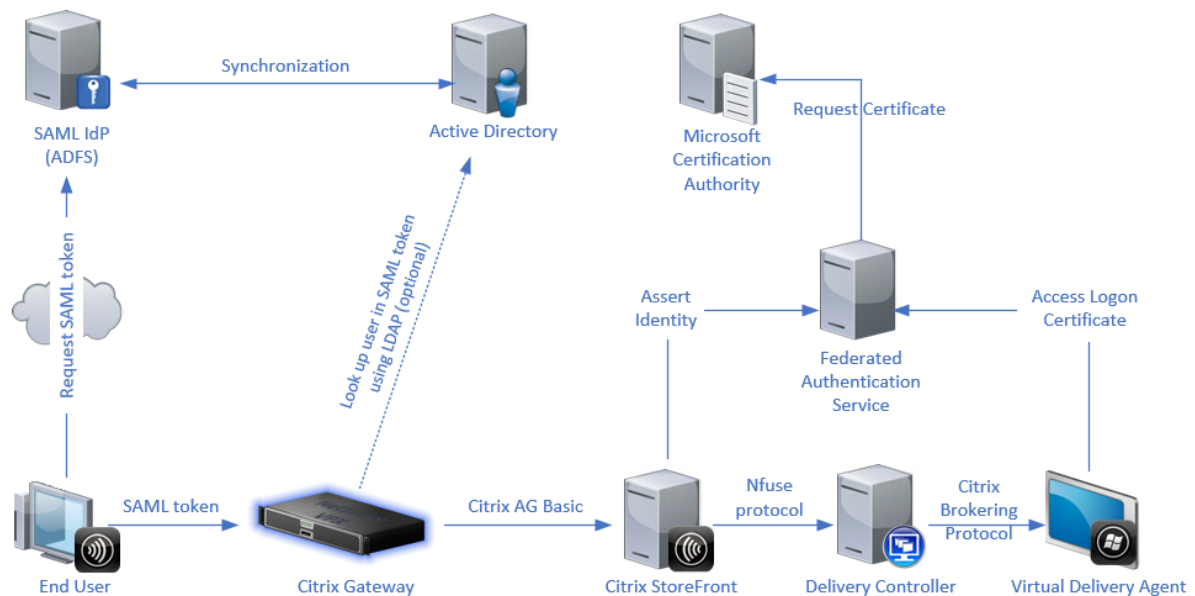 Synchronization
SAML IdP
(ADFS)
Active Directory
Request Certificate
Microsoft
Certification
Authority
Request SAML token
Look up user in SAML token
using LDAP (optional)
Assert
Identity
Access Logon
Certificate
Federated
Authentication
Service
SAML token
Citrix AG Basic
Nfuse
protocol
Citrix
Brokering
Protocol
End User
Citrix Gateway
Citrix StoreFront
Delivery Controller
Virtual Delivery Agent